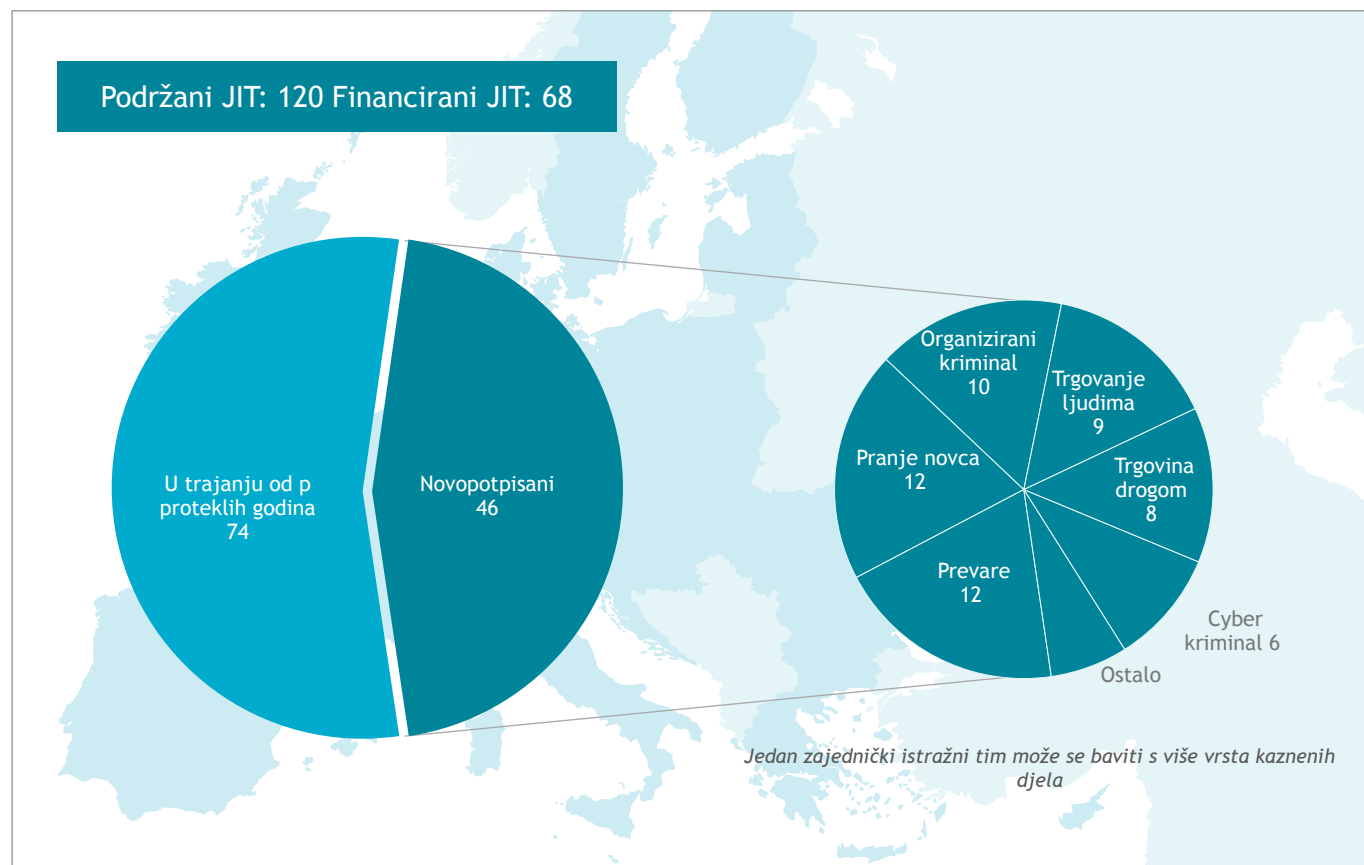 Podržani JIT: 120 Financirani JIT: 68
U trajanju od p
proteklih godina
74
Novopotpisani
46
Organizirani
kriminal
10
Trgovanje
ljudima
9
Pranje novca
12
Trgovina
drogom
8
Prevare
12
Cyber
kriminal 6
Ostalo
Jedan zajednički istražni tim može se baviti s više vrsta kaznenih
djela